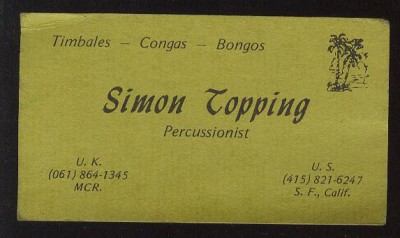 Timbales - Congas - Bongos
Simon Topping
Percussionist
U. K.
(061) 864-1345
MCR.
U. S.
(415) 821-6247
S. F., Calif.